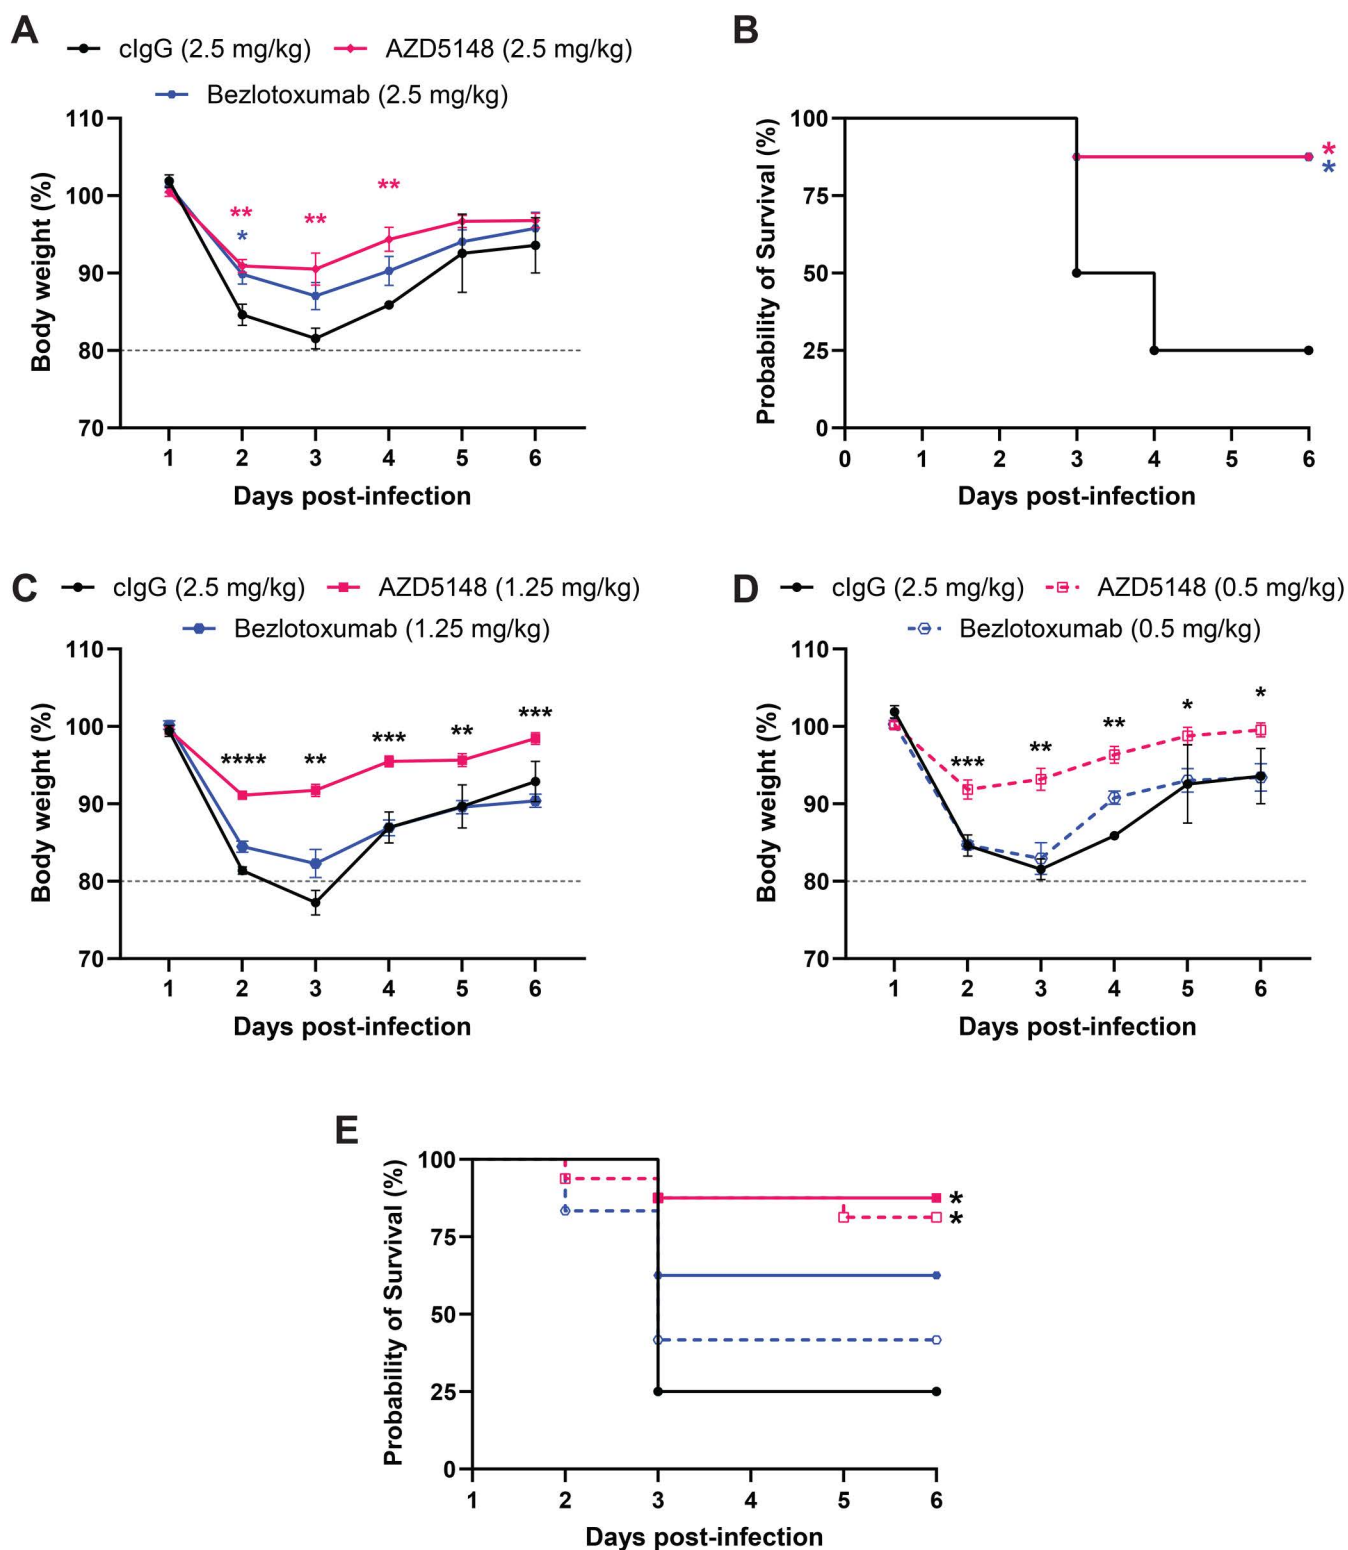 A
cIgG (2.5 mg/kg) AZD5148 (2.5 mg/kg)
Bezlotoxumab (2.5 mg/kg)
110
100
90
80
70
Body weight (%)
** ** **
*
1 2 3 4 5 6
Days post-infection
B
100
75
50
25
0
Probability of Survival (%)
*
*
0 1 2 3 4 5 6
Days post-infection
C
cIgG (2.5 mg/kg) AZD5148 (1.25 mg/kg)
Bezlotoxumab (1.25 mg/kg)
110
100
90
80
70
Body weight (%)
**** ** *** ** ***
1 2 3 4 5 6
Days post-infection
D
cIgG (2.5 mg/kg) AZD5148 (0.5 mg/kg)
Bezlotoxumab (0.5 mg/kg)
110
100
90
80
70
Body weight (%)
*** ** ** * *
1 2 3 4 5 6
Days post-infection
E
100
75
50
25
0
Probability of Survival (%)
*
*
1 2 3 4 5 6
Days post-infection